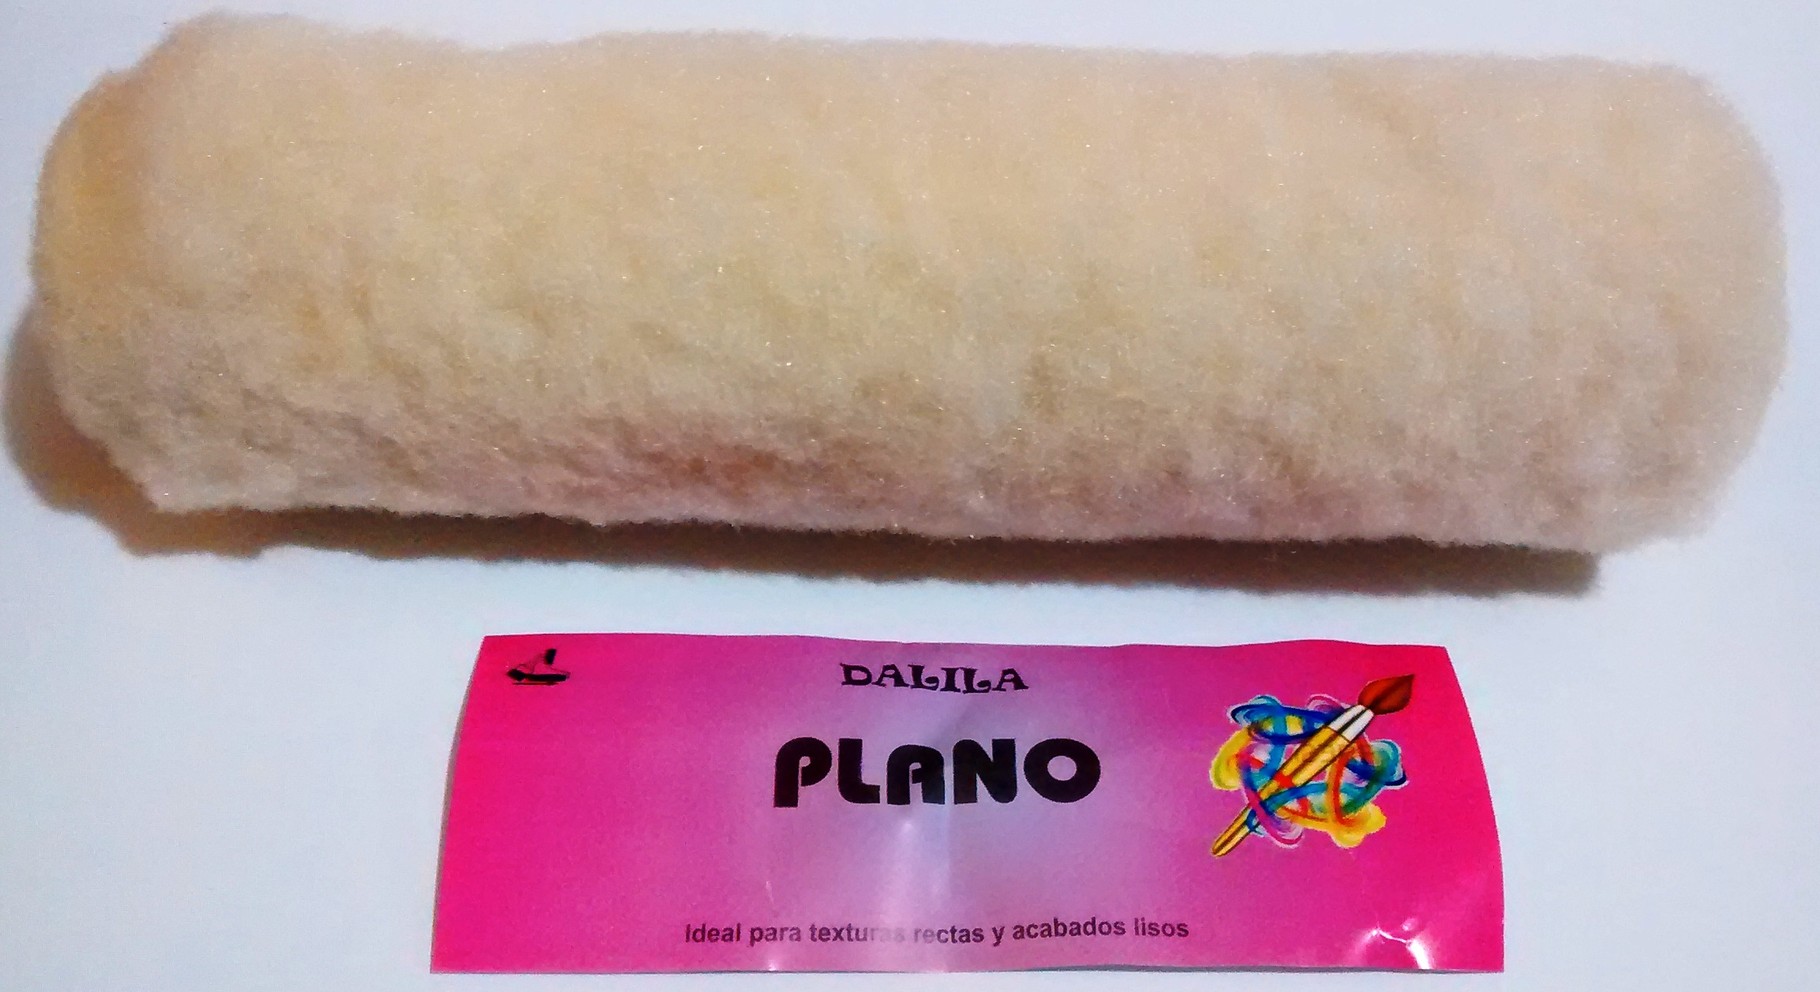 DALILA
PLANO
Ideal para texturas rectas y acabados lisos